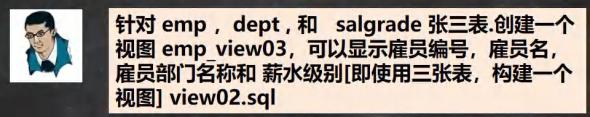 针对 emp ，dept , 和 salgrade 张三表.创建一个
视图 emp_view03，可以显示雇员编号，雇员名，
雇员部门名称和 薪水级别[即使用三张表，构建一个
视图] view02.sql